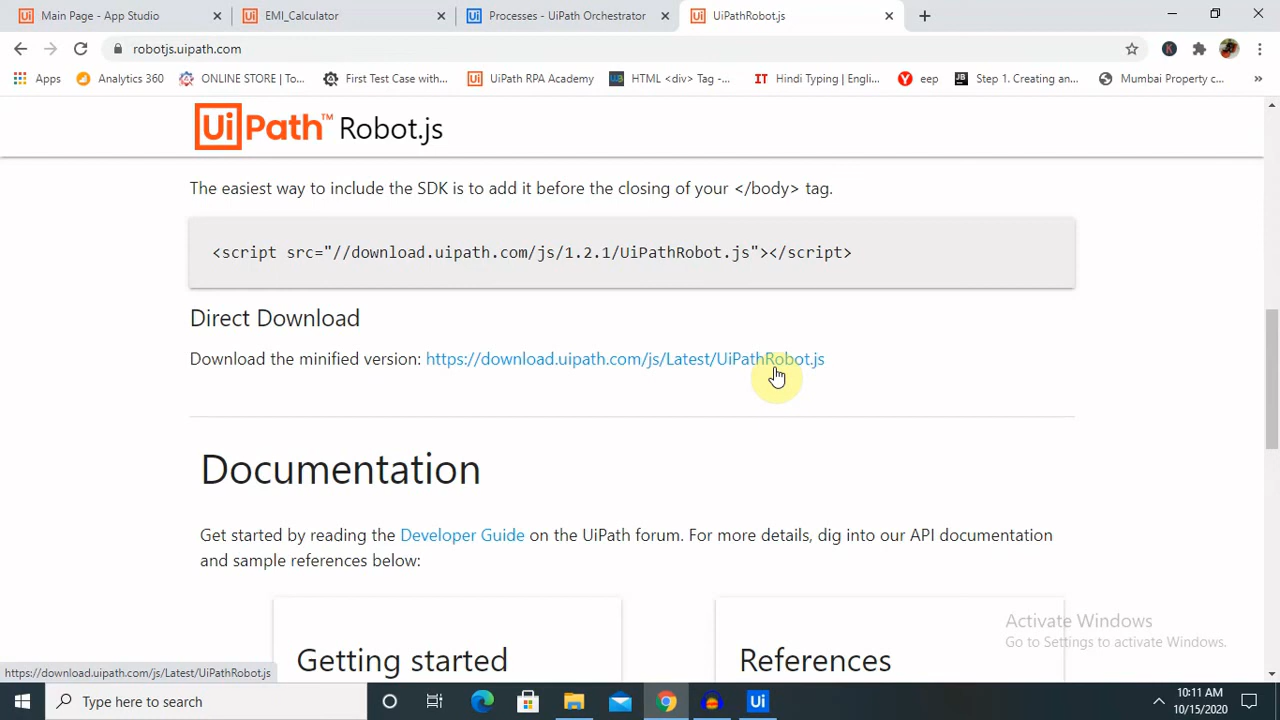 Main Page - App Studio
EMI_Calculator
Processes - UiPath Orchestrator
UiPathRobot.js
robotjs.uipath.com
Apps
Analytics 360
ONLINE STORE | To...
First Test Case with...
UiPath RPA Academy
HTML <div> Tag -...
Hindi Typing | Engli...
eep
Step 1. Creating an...
Mumbai Property c...
UiPath™ Robot.js
The easiest way to include the SDK is to add it before the closing of your </body> tag.
<script src="//download.uipath.com/js/1.2.1/UiPathRobot.js"></script>
Direct Download
Download the minified version: https://download.uipath.com/js/Latest/UiPathRobot.js
Documentation
Get started by reading the Developer Guide on the UiPath forum. For more details, dig into our API documentation
and sample references below:
Getting started
References
Activate Windows
Go to Settings to activate Windows.
https://download.uipath.com/js/Latest/UiPathRobot.js
Type here to search
10:11 AM
10/15/2020